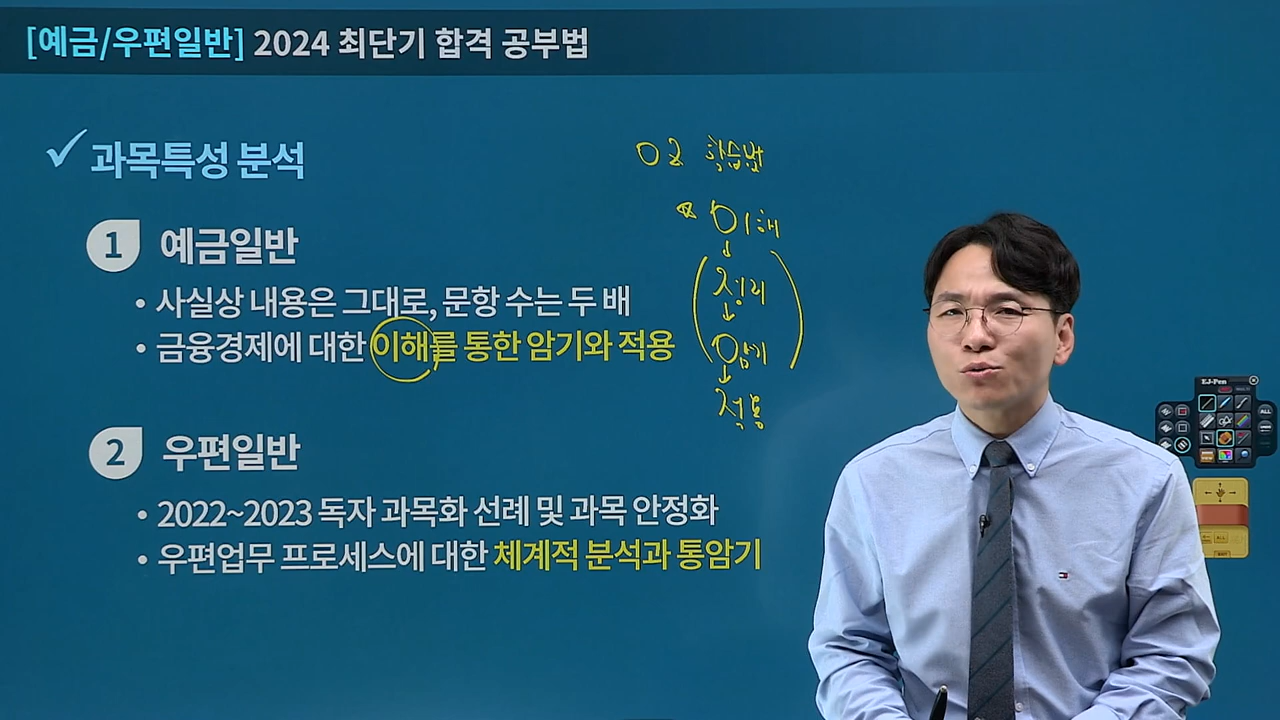 [예금/우편일반] 2024 최단기 합격 공부법
과목특성 분석
1 예금일반
• 사실상 내용은 그대로, 문항 수는 두 배
• 금융경제에 대한 이해를 통한 암기와 적용
2 우편일반
• 2022~2023 독자 과목화 선례 및 과목 안정화
• 우편업무 프로세스에 대한 체계적 분석과 통암기
학습법
이해
정리
암기
적용
EJ-Pen
ALL